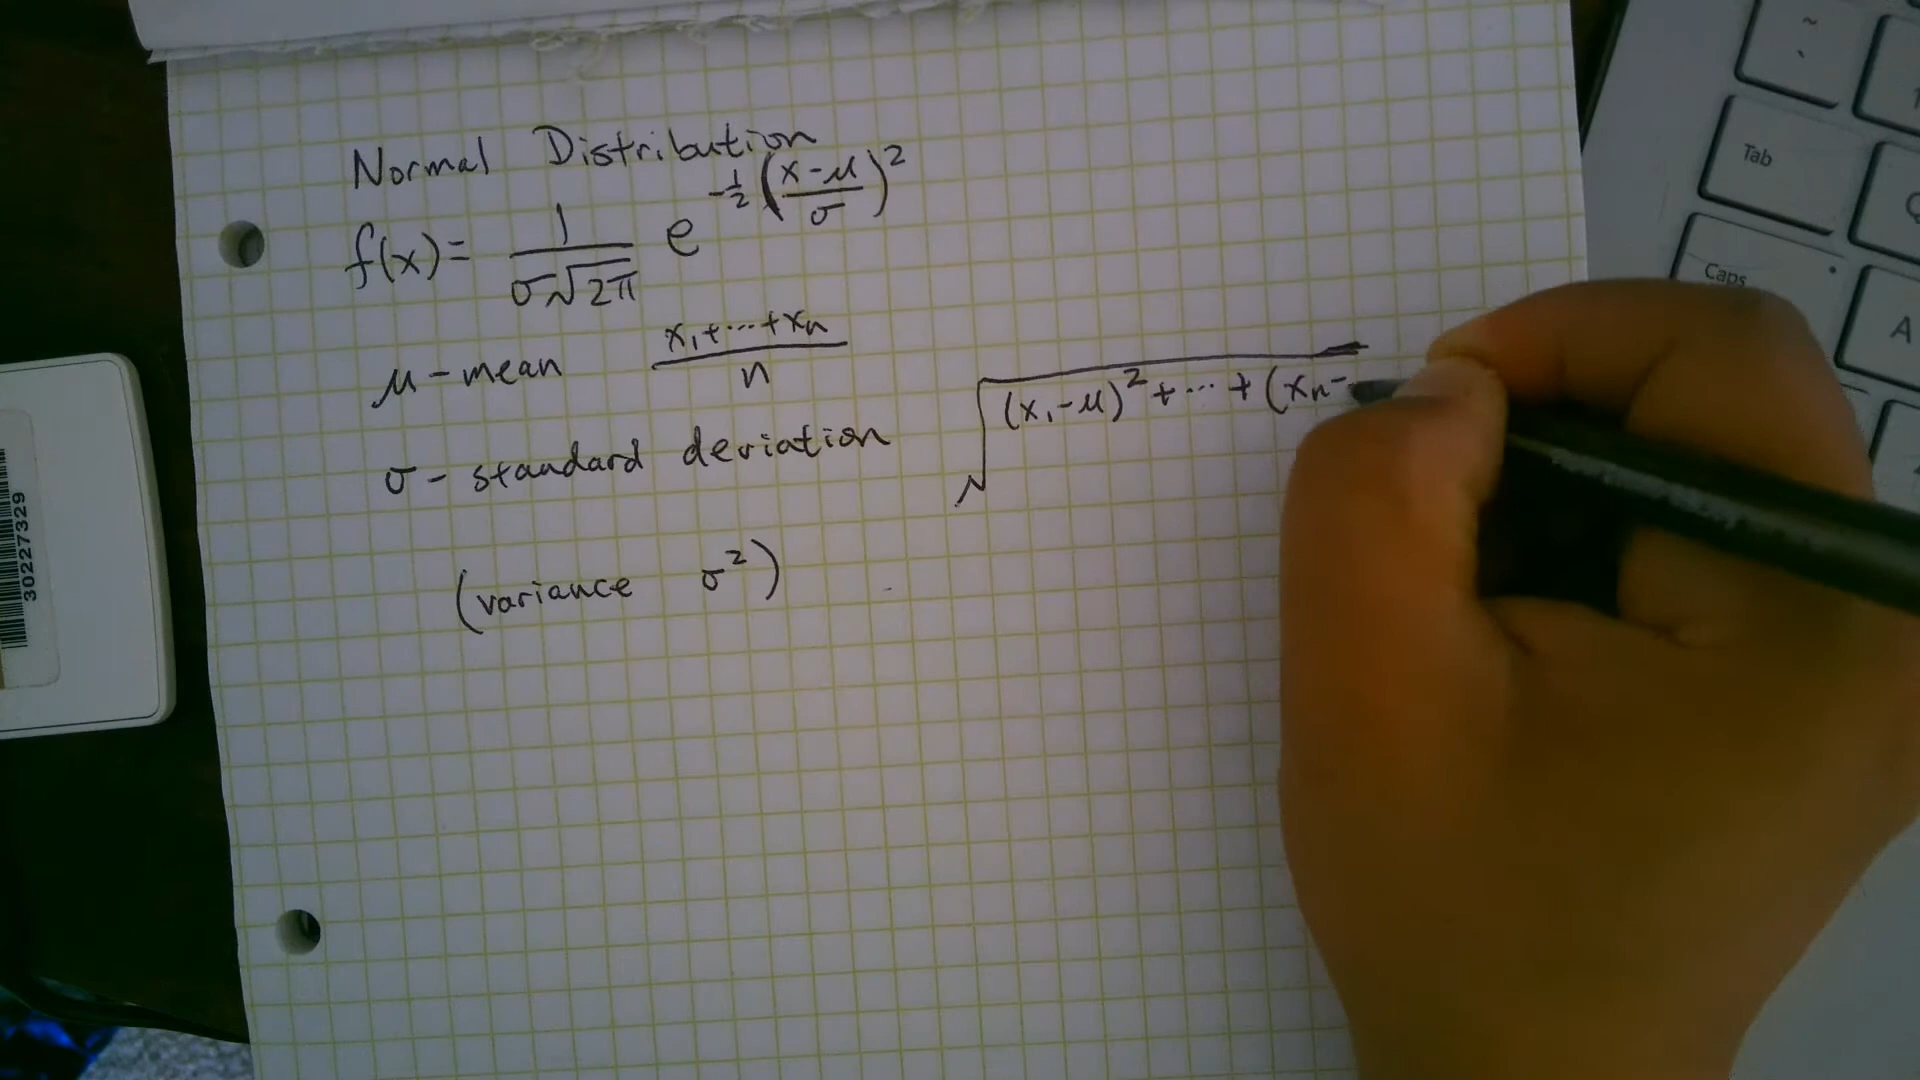 Normal Distribution
f(x) = 1/(σ√2π) e^(-1/2 ((x-μ)/σ)^2)
μ - mean (x₁+⋯+xₙ)/n
σ - standard deviation √((x₁-μ)²+⋯+(xₙ-
(variance σ²)
30227329
~
`
Tab
Caps
A